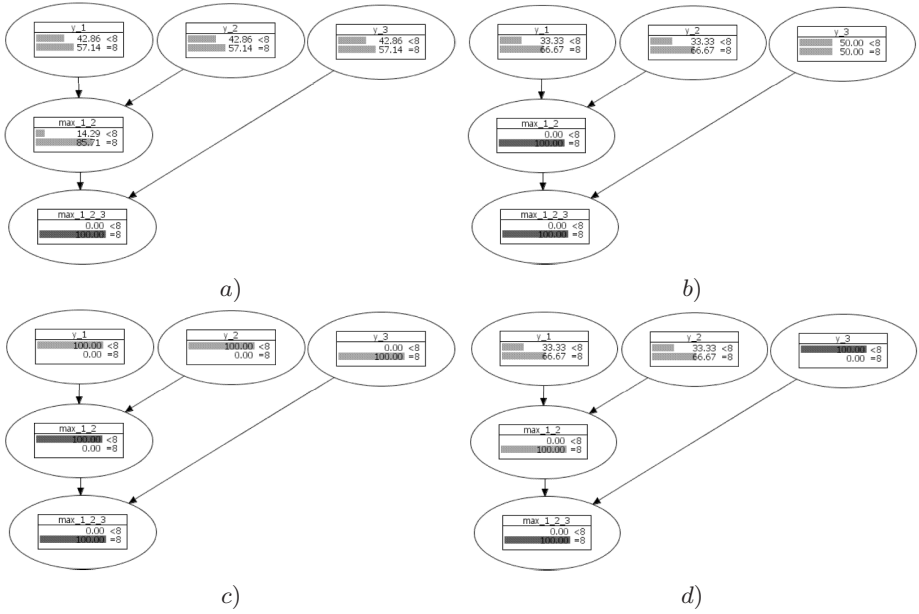 y_1
42.86 <8
57.14 =8
y_2
42.86 <8
57.14 =8
y_3
42.86 <8
57.14 =8
max_1_2
14.29 <8
85.71 =8
max_1_2_3
0.00 <8
100.00 =8
a)
y_1
33.33 <8
66.67 =8
y_2
33.33 <8
66.67 =8
y_3
50.00 <8
50.00 =8
max_1_2
0.00 <8
100.00 =8
max_1_2_3
0.00 <8
100.00 =8
b)
y_1
100.00 <8
0.00 =8
y_2
100.00 <8
0.00 =8
y_3
0.00 <8
100.00 =8
max_1_2
100.00 <8
0.00 =8
max_1_2_3
0.00 <8
100.00 =8
c)
y_1
33.33 <8
66.67 =8
y_2
33.33 <8
66.67 =8
y_3
100.00 <8
0.00 =8
max_1_2
0.00 <8
100.00 =8
max_1_2_3
0.00 <8
100.00 =8
d)